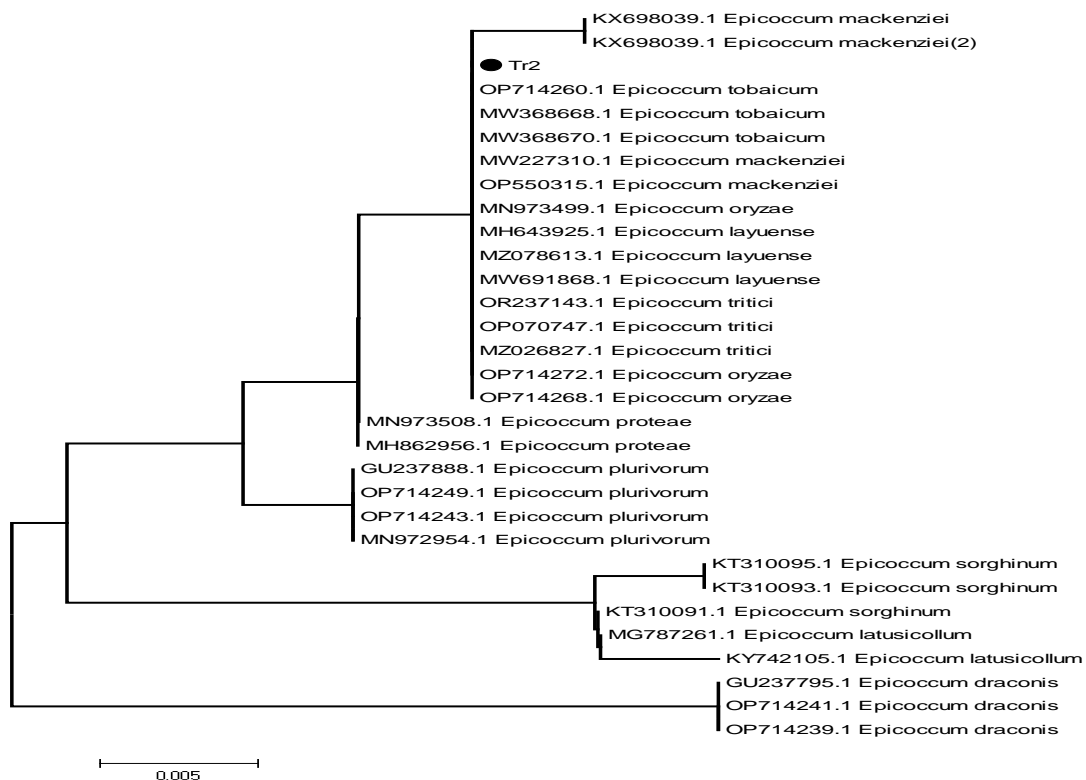 KX698039.1 Epicoccum mackenziei
KX698039.1 Epicoccum mackenziei(2)
Tr2
OP714260.1 Epicoccum tobaicum
MW368668.1 Epicoccum tobaicum
MW368670.1 Epicoccum tobaicum
MW227310.1 Epicoccum mackenziei
OP550315.1 Epicoccum mackenziei
MN973499.1 Epicoccum oryzae
MH643925.1 Epicoccum layuense
MZ078613.1 Epicoccum layuense
MW691868.1 Epicoccum layuense
OR237143.1 Epicoccum tritici
OP070747.1 Epicoccum tritici
MZ026827.1 Epicoccum tritici
OP714272.1 Epicoccum oryzae
OP714268.1 Epicoccum oryzae
MN973508.1 Epicoccum proteae
MH862956.1 Epicoccum proteae
GU237888.1 Epicoccum plurivorum
OP714249.1 Epicoccum plurivorum
OP714243.1 Epicoccum plurivorum
MN972954.1 Epicoccum plurivorum
KT310095.1 Epicoccum sorghinum
KT310093.1 Epicoccum sorghinum
KT310091.1 Epicoccum sorghinum
MG787261.1 Epicoccum latusicollum
KY742105.1 Epicoccum latusicollum
GU237795.1 Epicoccum draconis
OP714241.1 Epicoccum draconis
OP714239.1 Epicoccum draconis
0.005